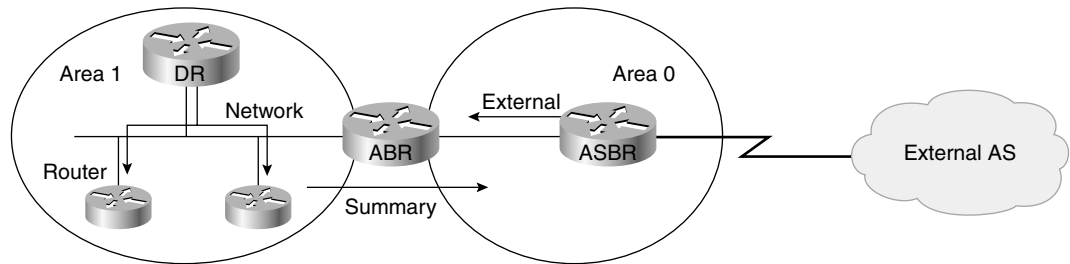 Area 1
DR
Network
Router
ABR
Summary
Area 0
External
ASBR
External AS